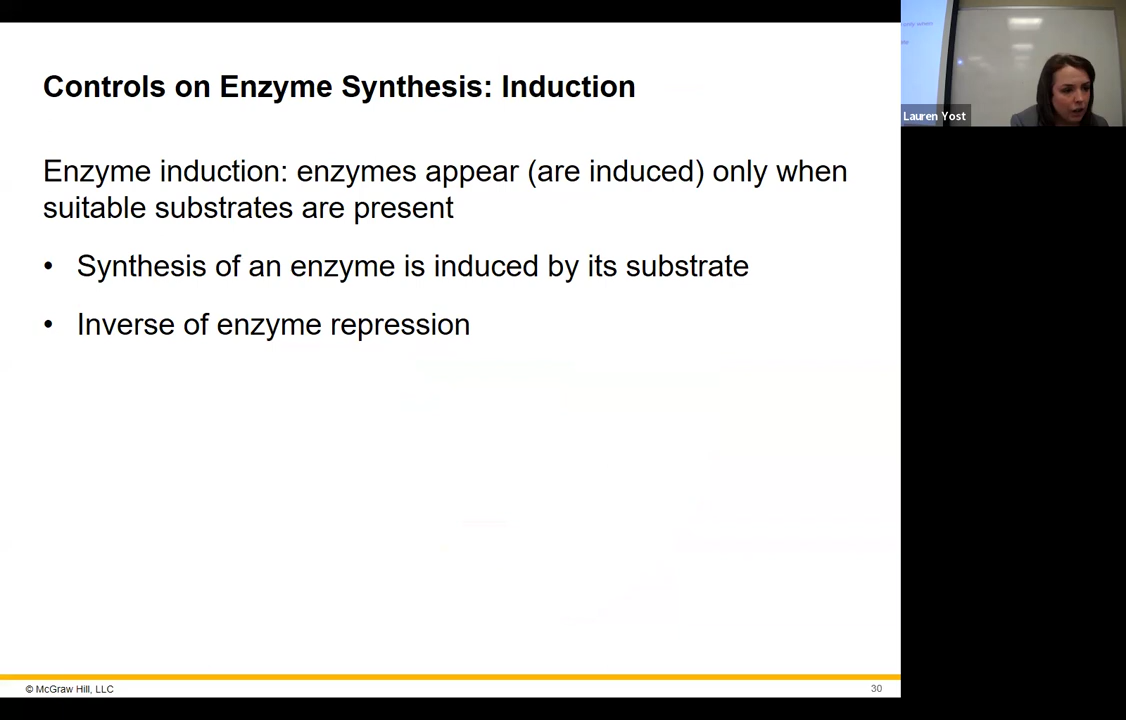 Controls on Enzyme Synthesis: Induction
Enzyme induction: enzymes appear (are induced) only when
suitable substrates are present
• Synthesis of an enzyme is induced by its substrate
• Inverse of enzyme repression
© McGraw Hill, LLC
30
Lauren Yost